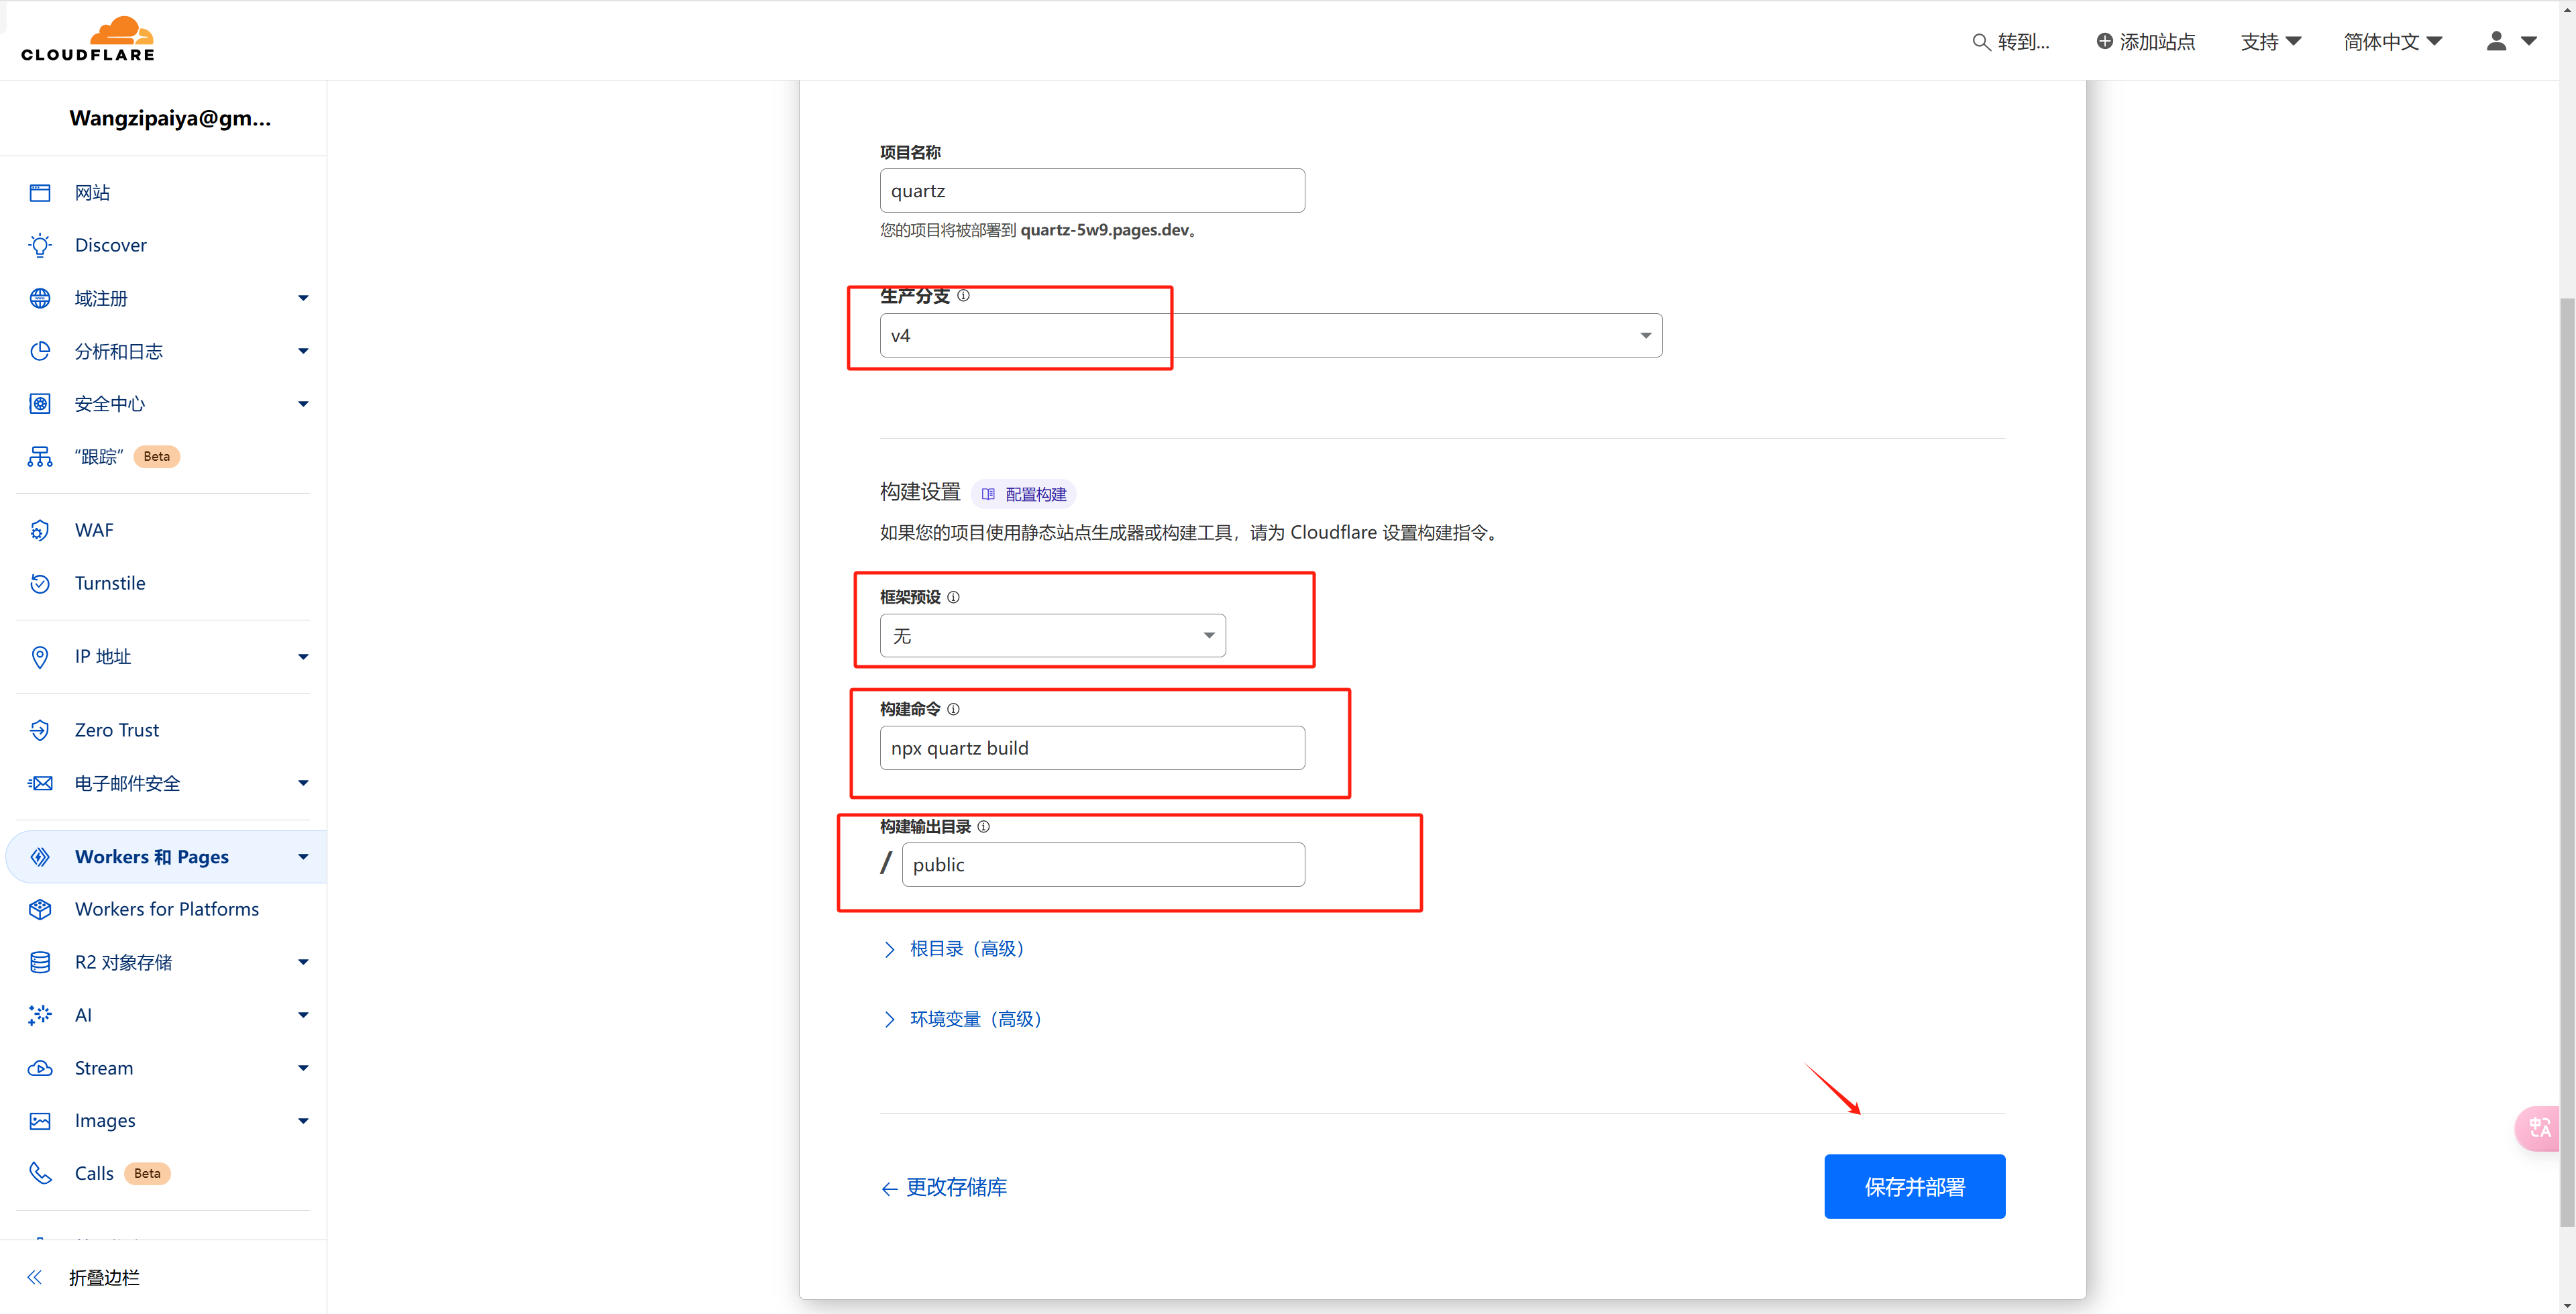 CLOUDFLARE
转到...
添加站点
支持
简体中文
Wangzipaiya@gm...
网站
Discover
域注册
分析和日志
安全中心
“跟踪” Beta
WAF
Turnstile
IP 地址
Zero Trust
电子邮件安全
Workers 和 Pages
Workers for Platforms
R2 对象存储
AI
Stream
Images
Calls Beta
折叠边栏
项目名称
quartz
您的项目将被部署到 quartz-5w9.pages.dev。
生产分支
v4
构建设置 配置构建
如果您的项目使用静态站点生成器或构建工具，请为 Cloudflare 设置构建指令。
框架预设
无
构建命令
npx quartz build
构建输出目录
/ public
根目录（高级）
环境变量（高级）
更改存储库
保存并部署
中A